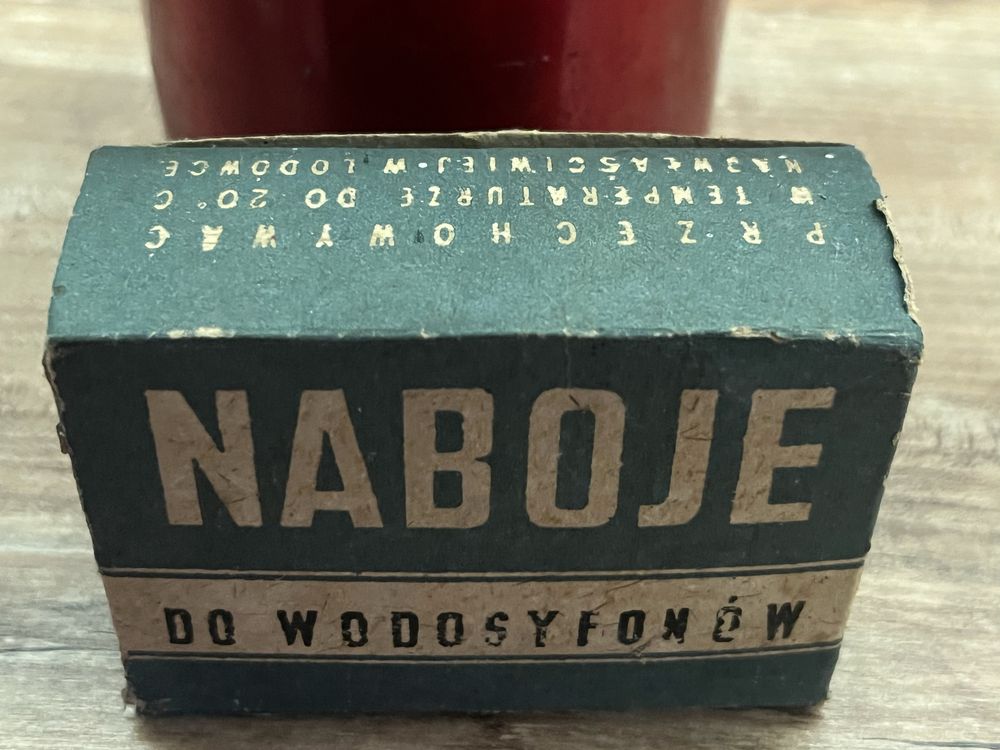 PRZECHOWYWAĆ
W TEMPERATURZE DO 20°C
NAJWŁAŚCIWIEJ W LODÓWCE
NABOJE
DO WODOSYFONÓW